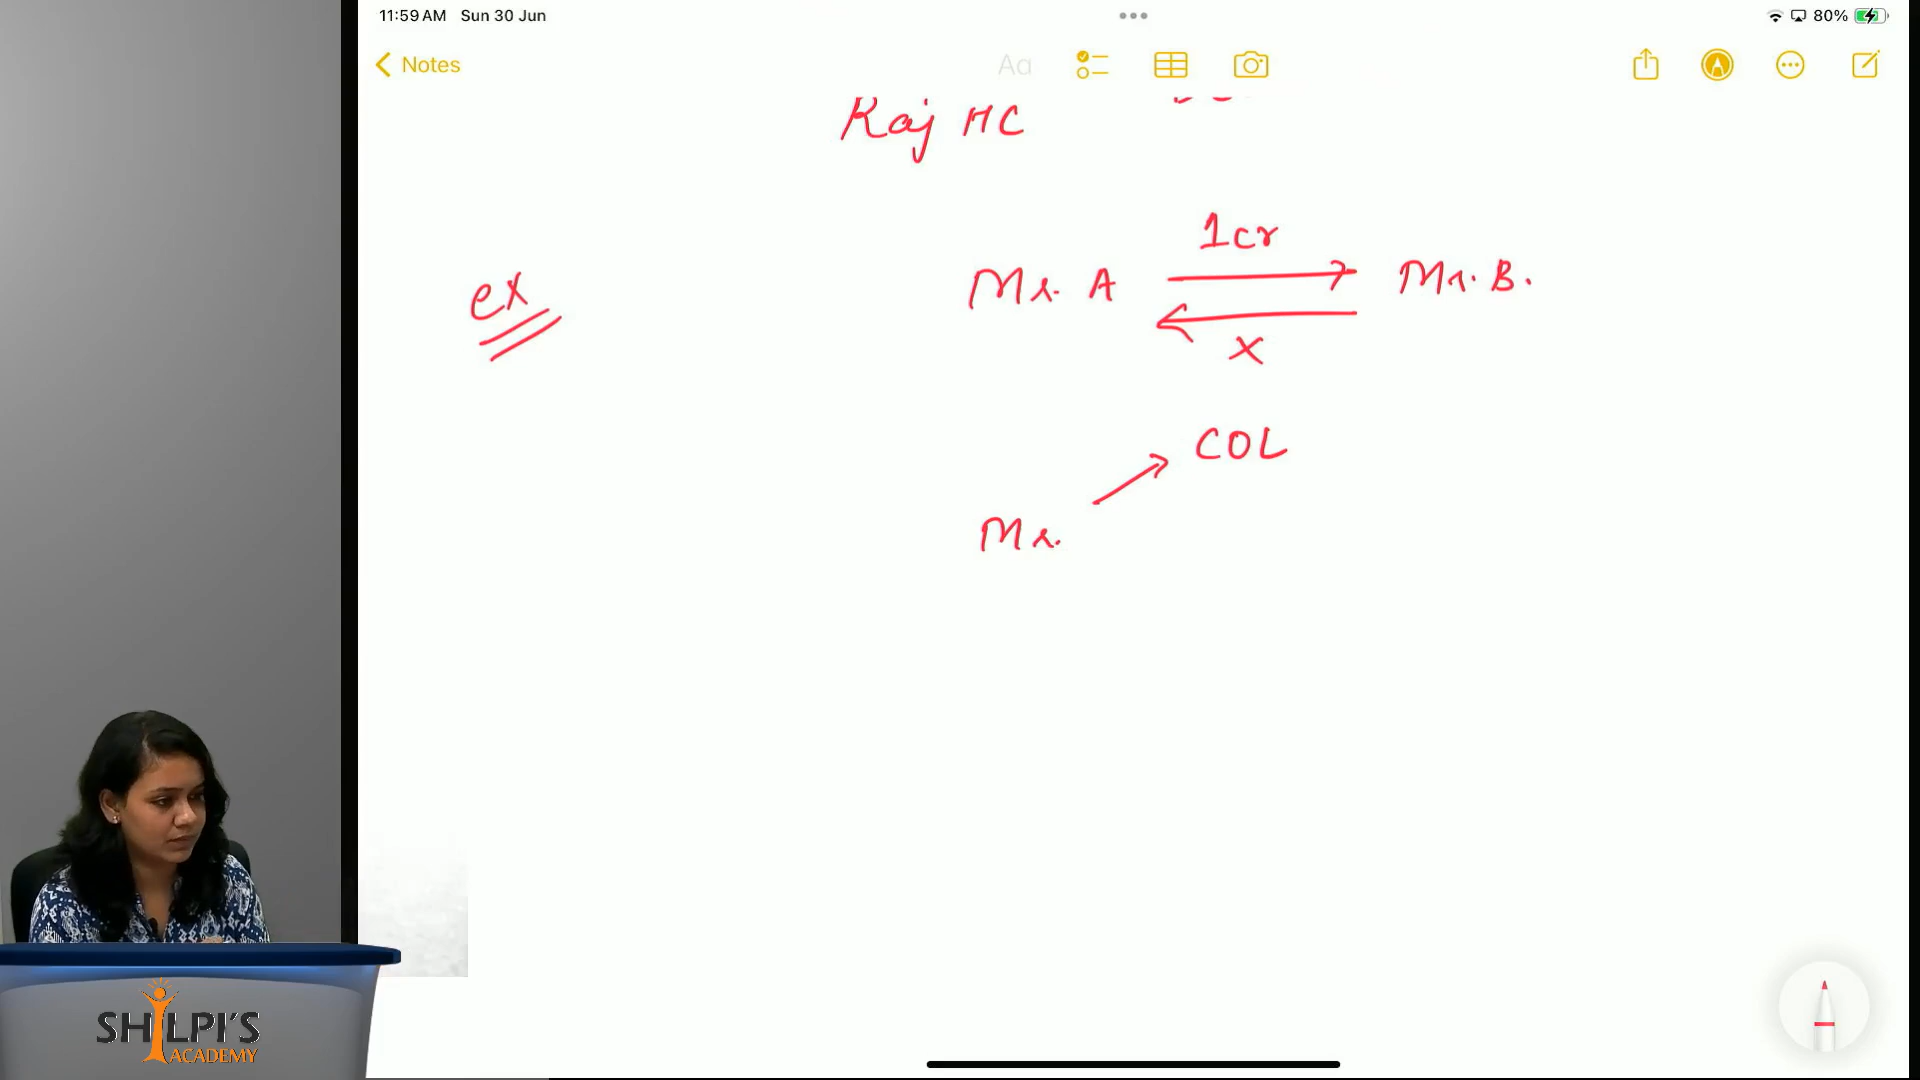 11:59 AM Sun 30 Jun
80%
Notes
Aa
Raj HC
1cr
Mr. A
Mr. B.
ex
x
COL
Mr.
SHILPI'S
ACADEMY